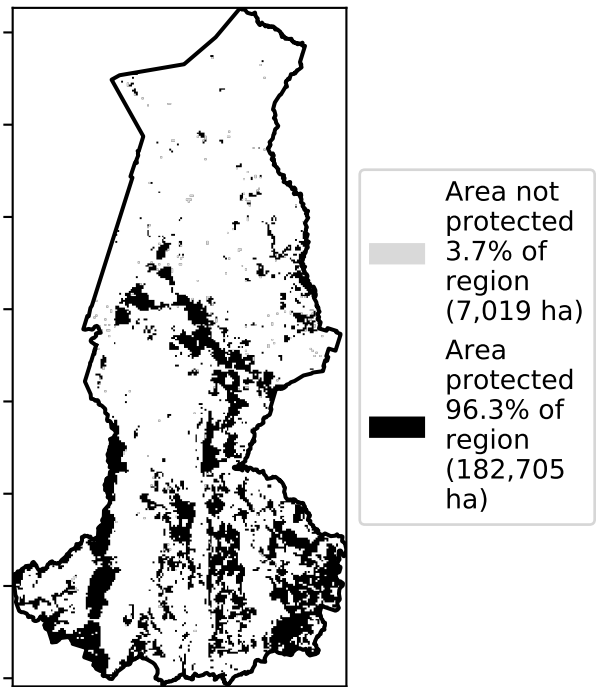 Area not
protected
3.7% of
region
(7,019 ha)
Area
protected
96.3% of
region
(182,705
ha)